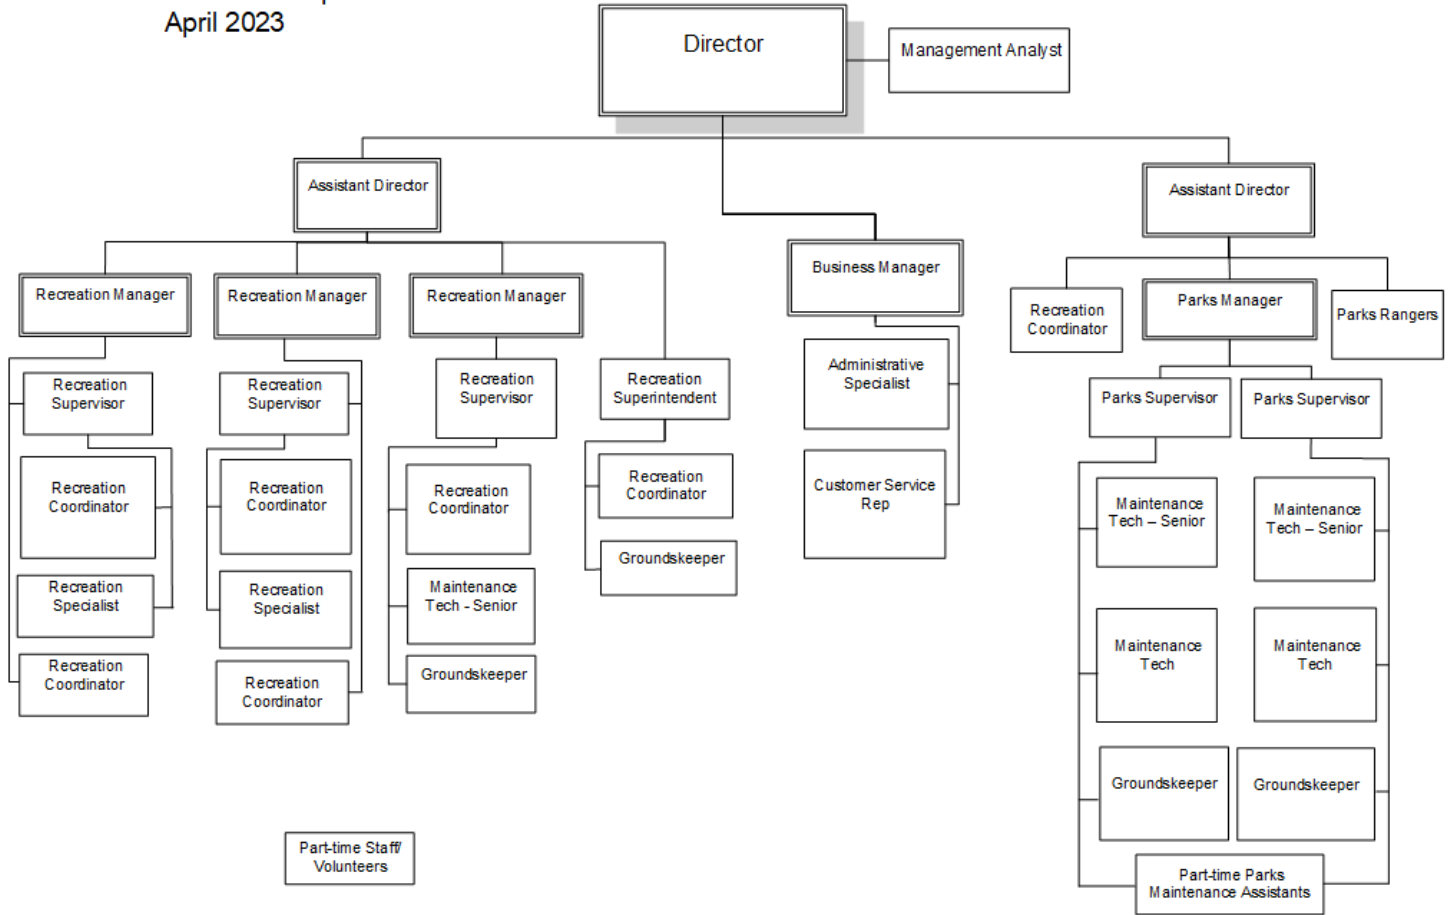 April 2023
Director
Management Analyst
Assistant Director
Assistant Director
Business Manager
Recreation Manager
Recreation Manager
Recreation Manager
Recreation
Coordinator
Parks Manager
Parks Rangers
Recreation
Supervisor
Recreation
Supervisor
Recreation
Supervisor
Recreation
Superintendent
Administrative
Specialist
Parks Supervisor
Parks Supervisor
Recreation
Coordinator
Recreation
Coordinator
Recreation
Coordinator
Recreation
Coordinator
Customer Service
Rep
Maintenance
Tech – Senior
Maintenance
Tech – Senior
Recreation
Specialist
Recreation
Specialist
Maintenance
Tech - Senior
Groundskeeper
Maintenance
Tech
Maintenance
Tech
Recreation
Coordinator
Recreation
Coordinator
Groundskeeper
Groundskeeper
Groundskeeper
Part-time Staff/
Volunteers
Part-time Parks
Maintenance Assistants